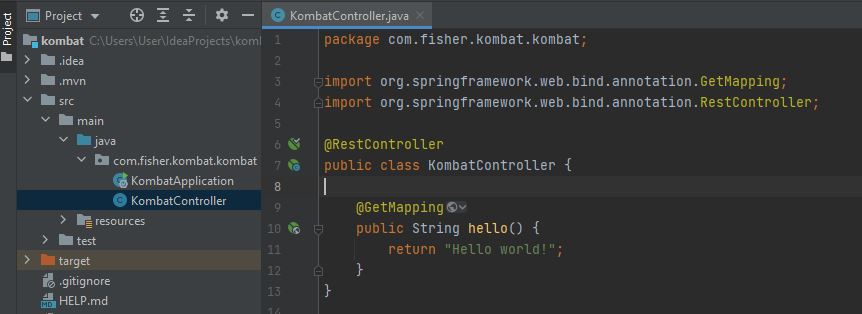 Project
Project
kombat C:\Users\User\IdeaProjects\kom
.idea
.mvn
src
main
java
com.fisher.kombat.kombat
KombatApplication
KombatController
resources
test
target
.gitignore
HELP.md
KombatController.java
1 package com.fisher.kombat.kombat;
2
3 import org.springframework.web.bind.annotation.GetMapping;
4 import org.springframework.web.bind.annotation.RestController;
5
6 @RestController
7 public class KombatController {
8
9 @GetMapping
10 public String hello() {
11 return "Hello world!";
12 }
13 }
14